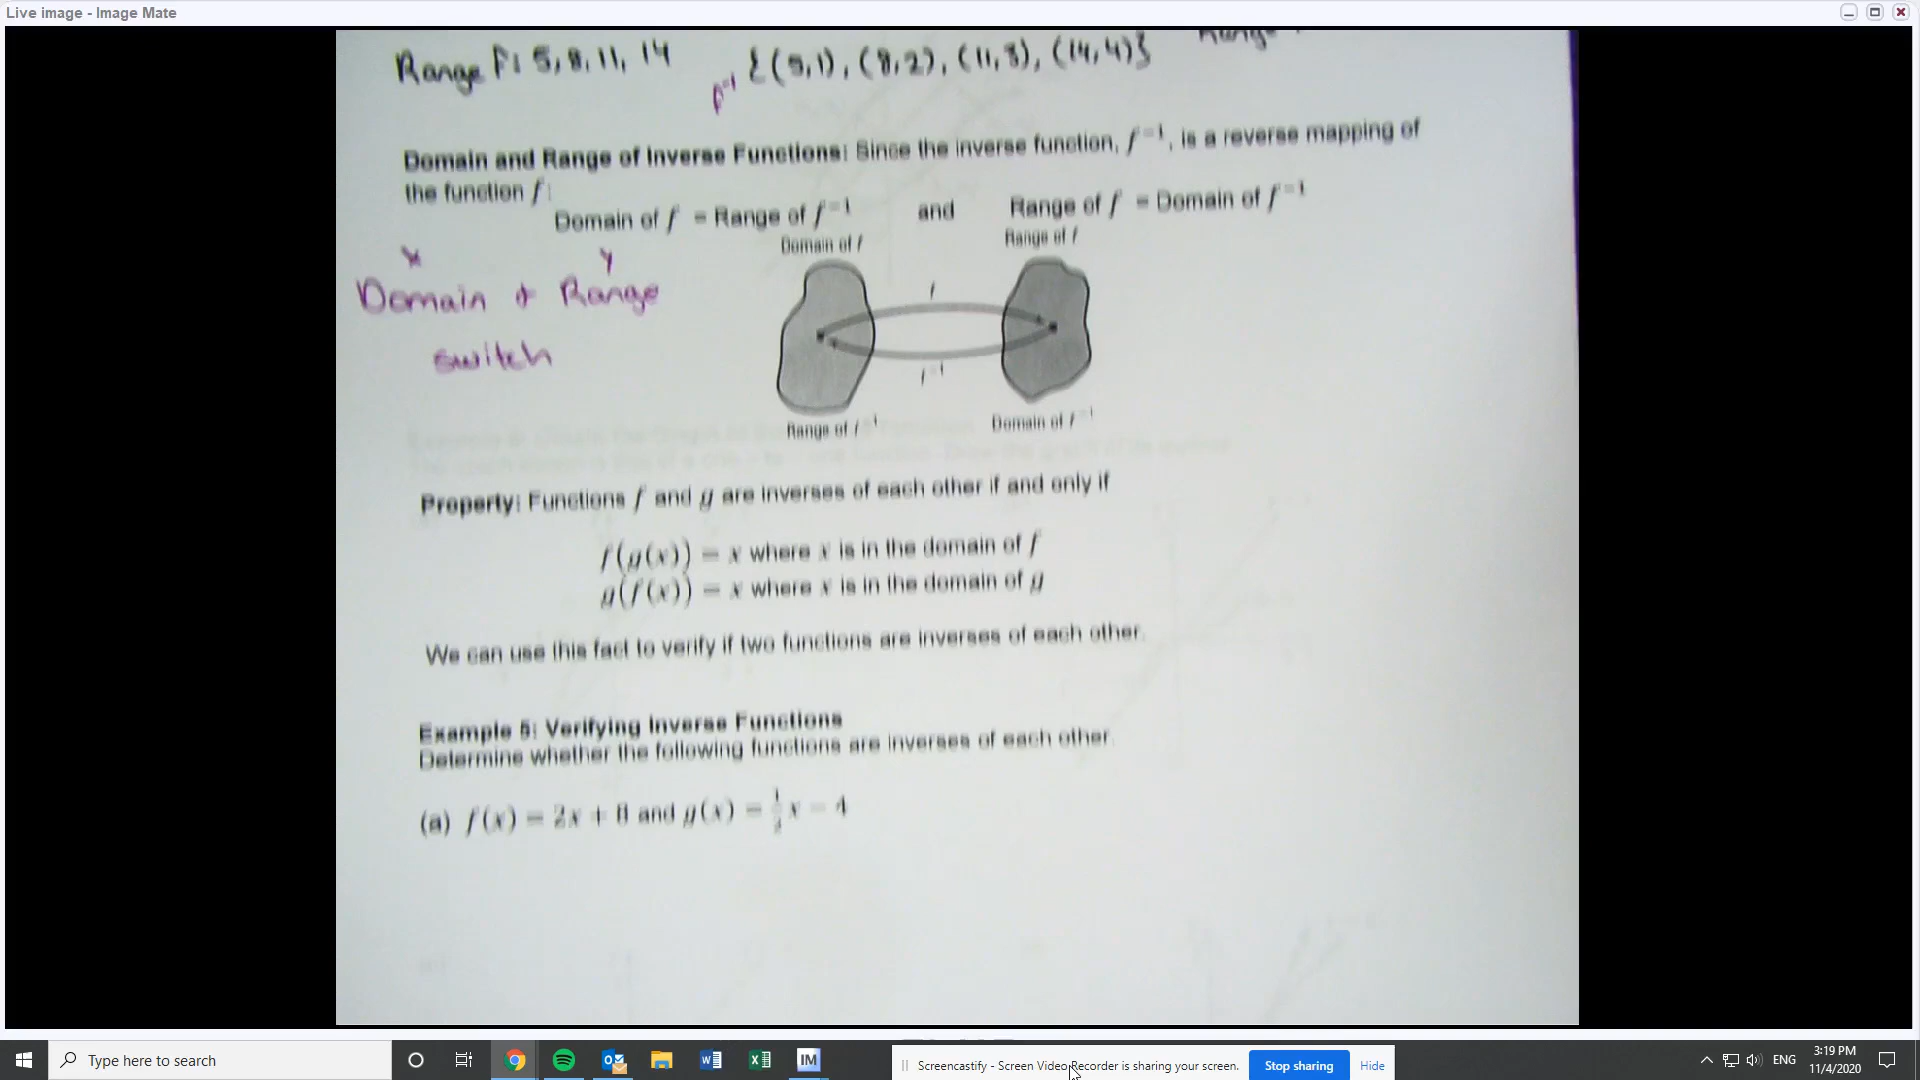 Live image - Image Mate
Range f: 5, 8, 11, 14
f⁻¹ {(5,1), (8,2), (11,3), (14,4)}
Range
Domain and Range of Inverse Functions: Since the inverse function, f⁻¹, is a reverse mapping of
the function f:
Domain of f = Range of f⁻¹ and Range of f = Domain of f⁻¹
Domain of f Range of f
x y
Domain + Range
switch
f
f⁻¹
Range of f⁻¹ Domain of f⁻¹
Property: Functions f and g are inverses of each other if and only if
f(g(x)) = x where x is in the domain of f
g(f(x)) = x where x is in the domain of g
We can use this fact to verify if two functions are inverses of each other.
Example 5: Verifying Inverse Functions
Determine whether the following functions are inverses of each other.
(a) f(x) = 2x + 8 and g(x) = 1/2 x − 4
Type here to search
IM
Screencastify - Screen Video Recorder is sharing your screen.
Stop sharing
Hide
ENG
3:19 PM
11/4/2020